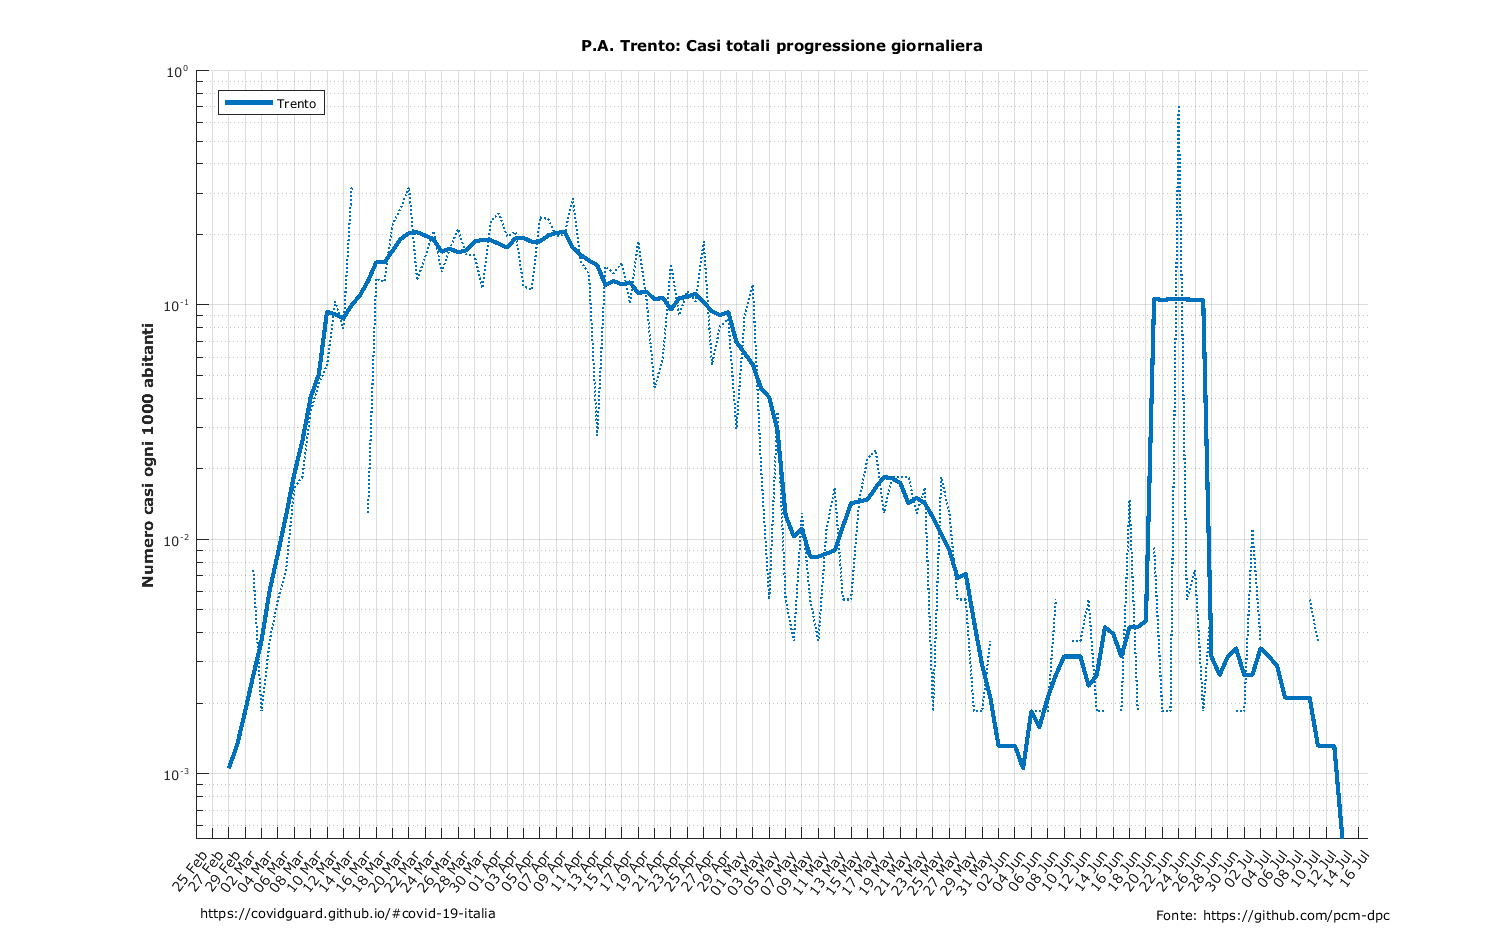 P.A. Trento: Casi totali progressione giornaliera
Trento
Numero casi ogni 1000 abitanti
10^0
10^-1
10^-2
10^-3
25 Feb
27 Feb
29 Feb
02 Mar
04 Mar
06 Mar
08 Mar
10 Mar
12 Mar
14 Mar
16 Mar
18 Mar
20 Mar
22 Mar
24 Mar
26 Mar
28 Mar
30 Mar
01 Apr
03 Apr
05 Apr
07 Apr
09 Apr
11 Apr
13 Apr
15 Apr
17 Apr
19 Apr
21 Apr
23 Apr
25 Apr
27 Apr
29 Apr
01 May
03 May
05 May
07 May
09 May
11 May
13 May
15 May
17 May
19 May
21 May
23 May
25 May
27 May
29 May
31 May
02 Jun
04 Jun
06 Jun
08 Jun
10 Jun
12 Jun
14 Jun
16 Jun
18 Jun
20 Jun
22 Jun
24 Jun
26 Jun
28 Jun
30 Jun
02 Jul
04 Jul
06 Jul
08 Jul
10 Jul
12 Jul
14 Jul
16 Jul
https://covidguard.github.io/#covid-19-italia
Fonte: https://github.com/pcm-dpc